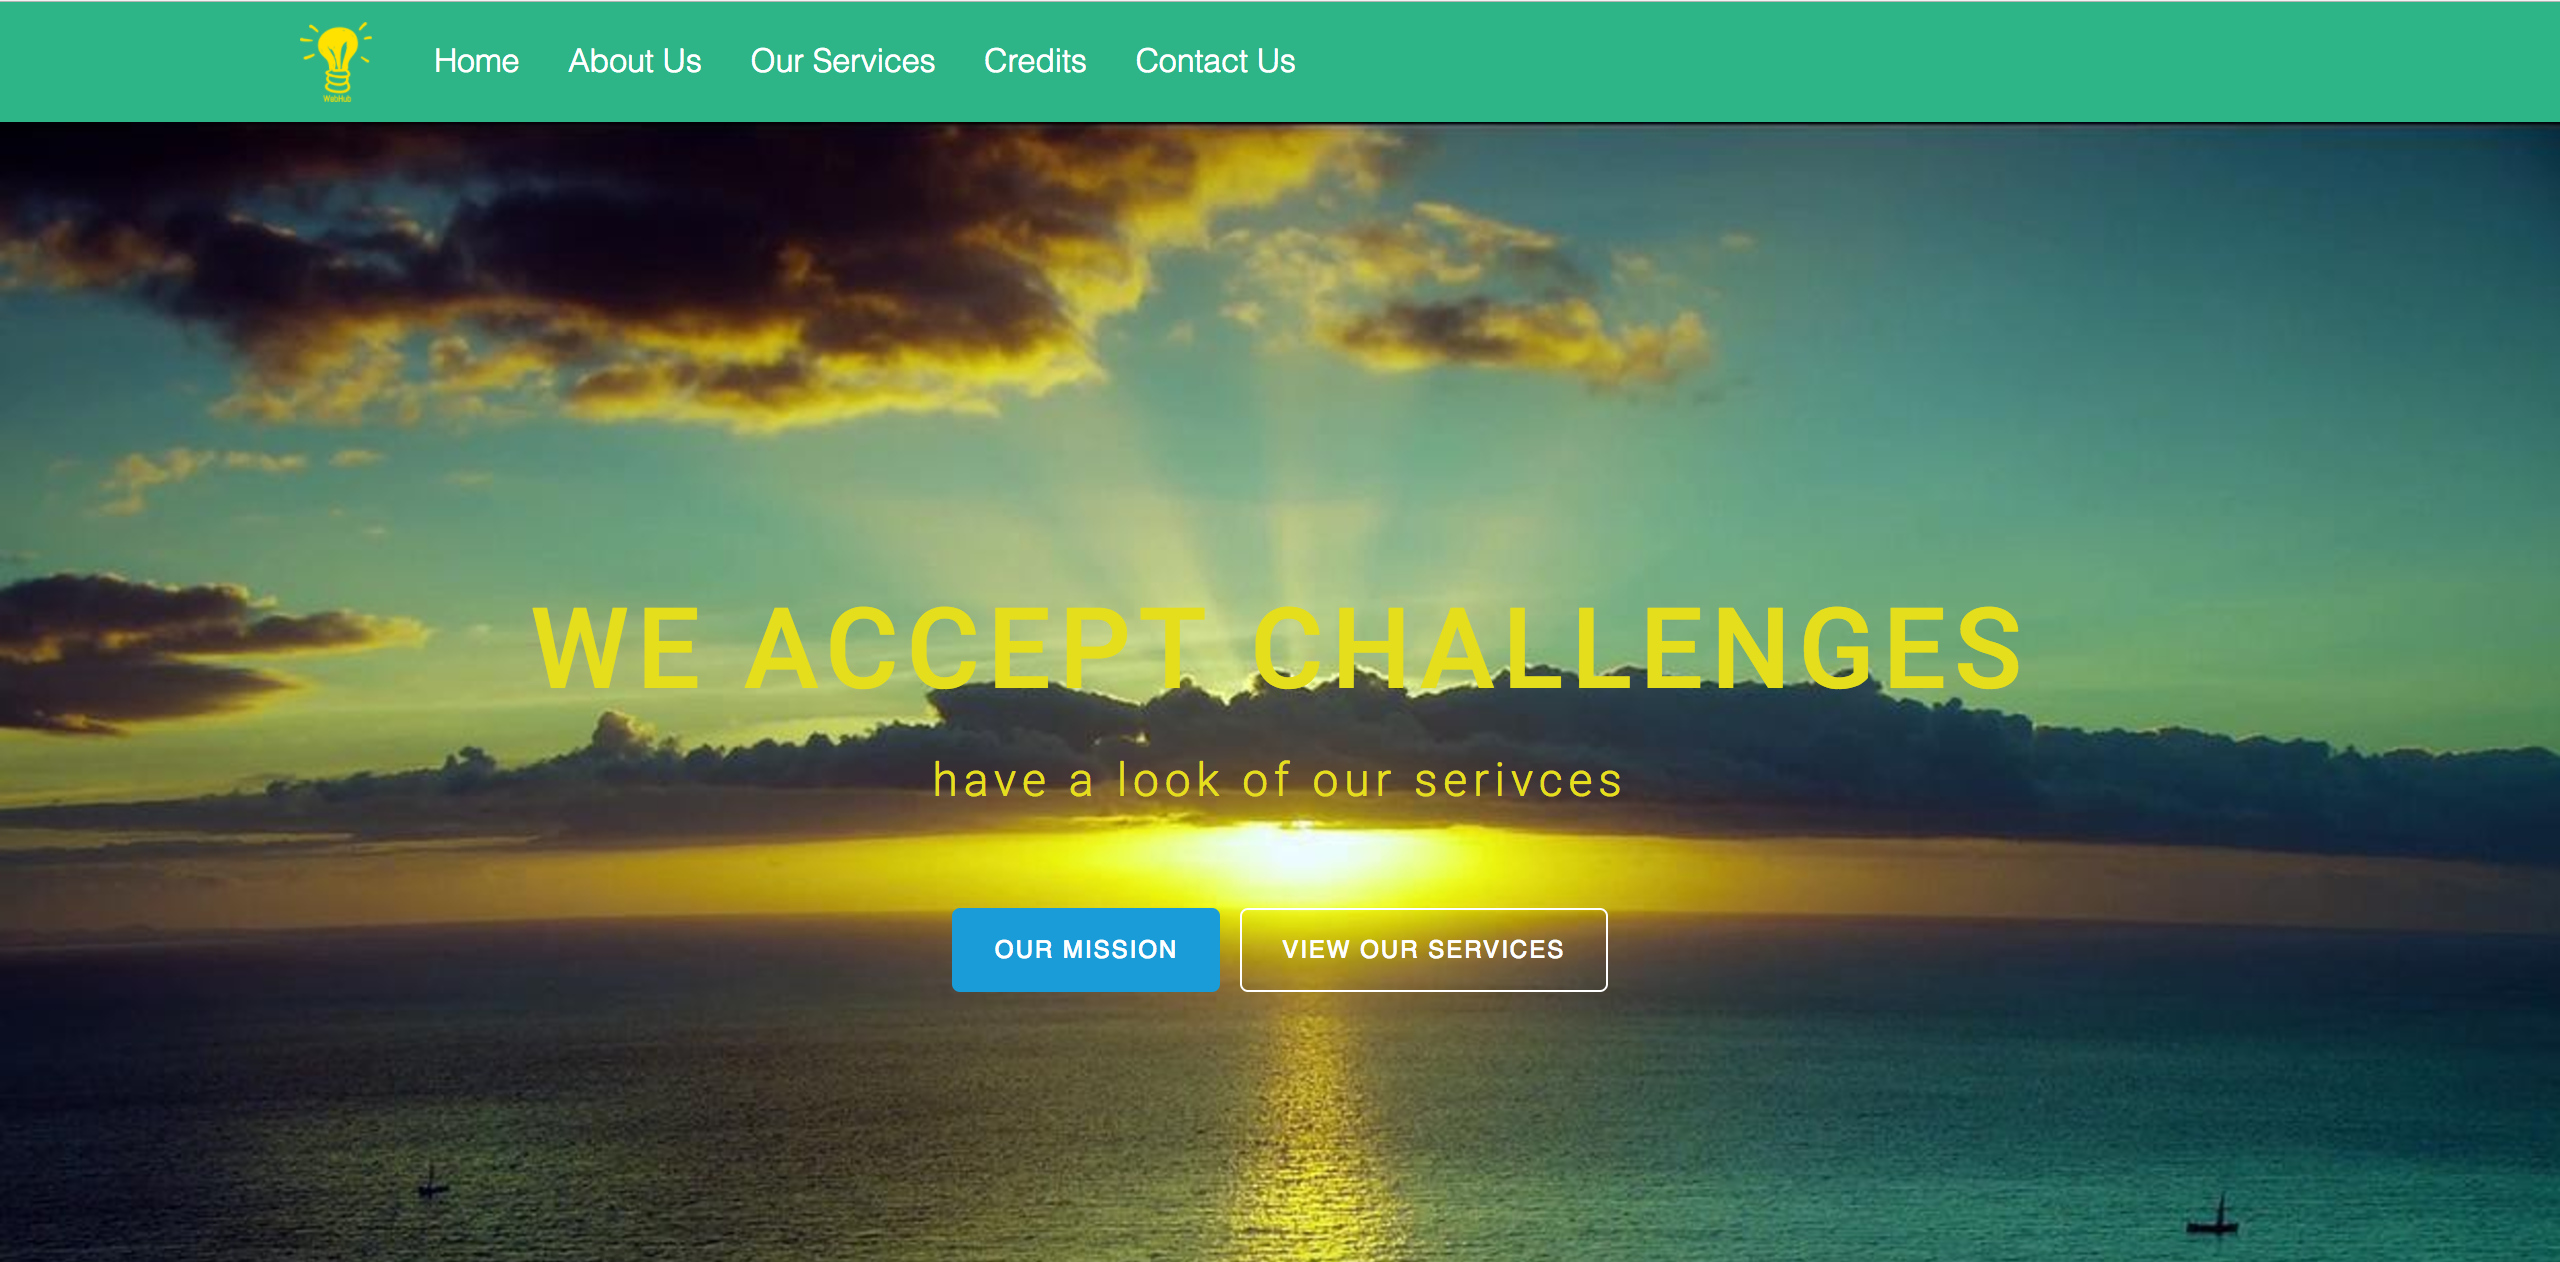 WebHub
Home About Us Our Services Credits Contact Us
WE ACCEPT CHALLENGES
have a look of our serivces
OUR MISSION VIEW OUR SERVICES